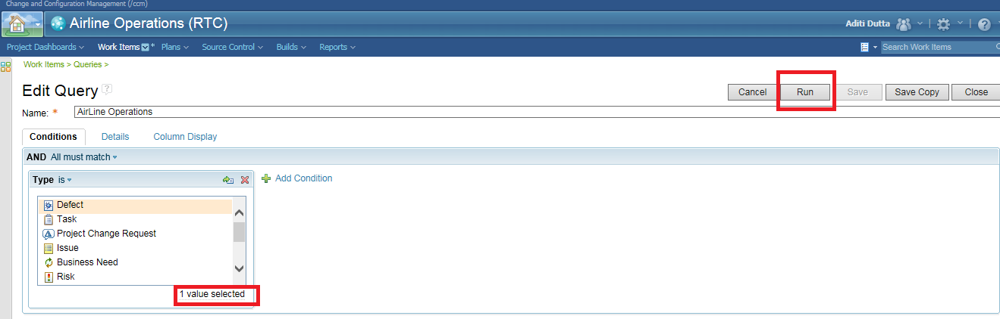 Change and Configuration Management (/ccm)
Airline Operations (RTC)
Aditi Dutta
Project Dashboards Work Items * Plans Source Control Builds Reports Search Work Items
Work Items > Queries >
Edit Query ?
Cancel Run Save Save Copy Close
Name: * AirLine Operations
Conditions Details Column Display
AND All must match
Type is
Add Condition
Defect
Task
Project Change Request
Issue
Business Need
Risk
1 value selected